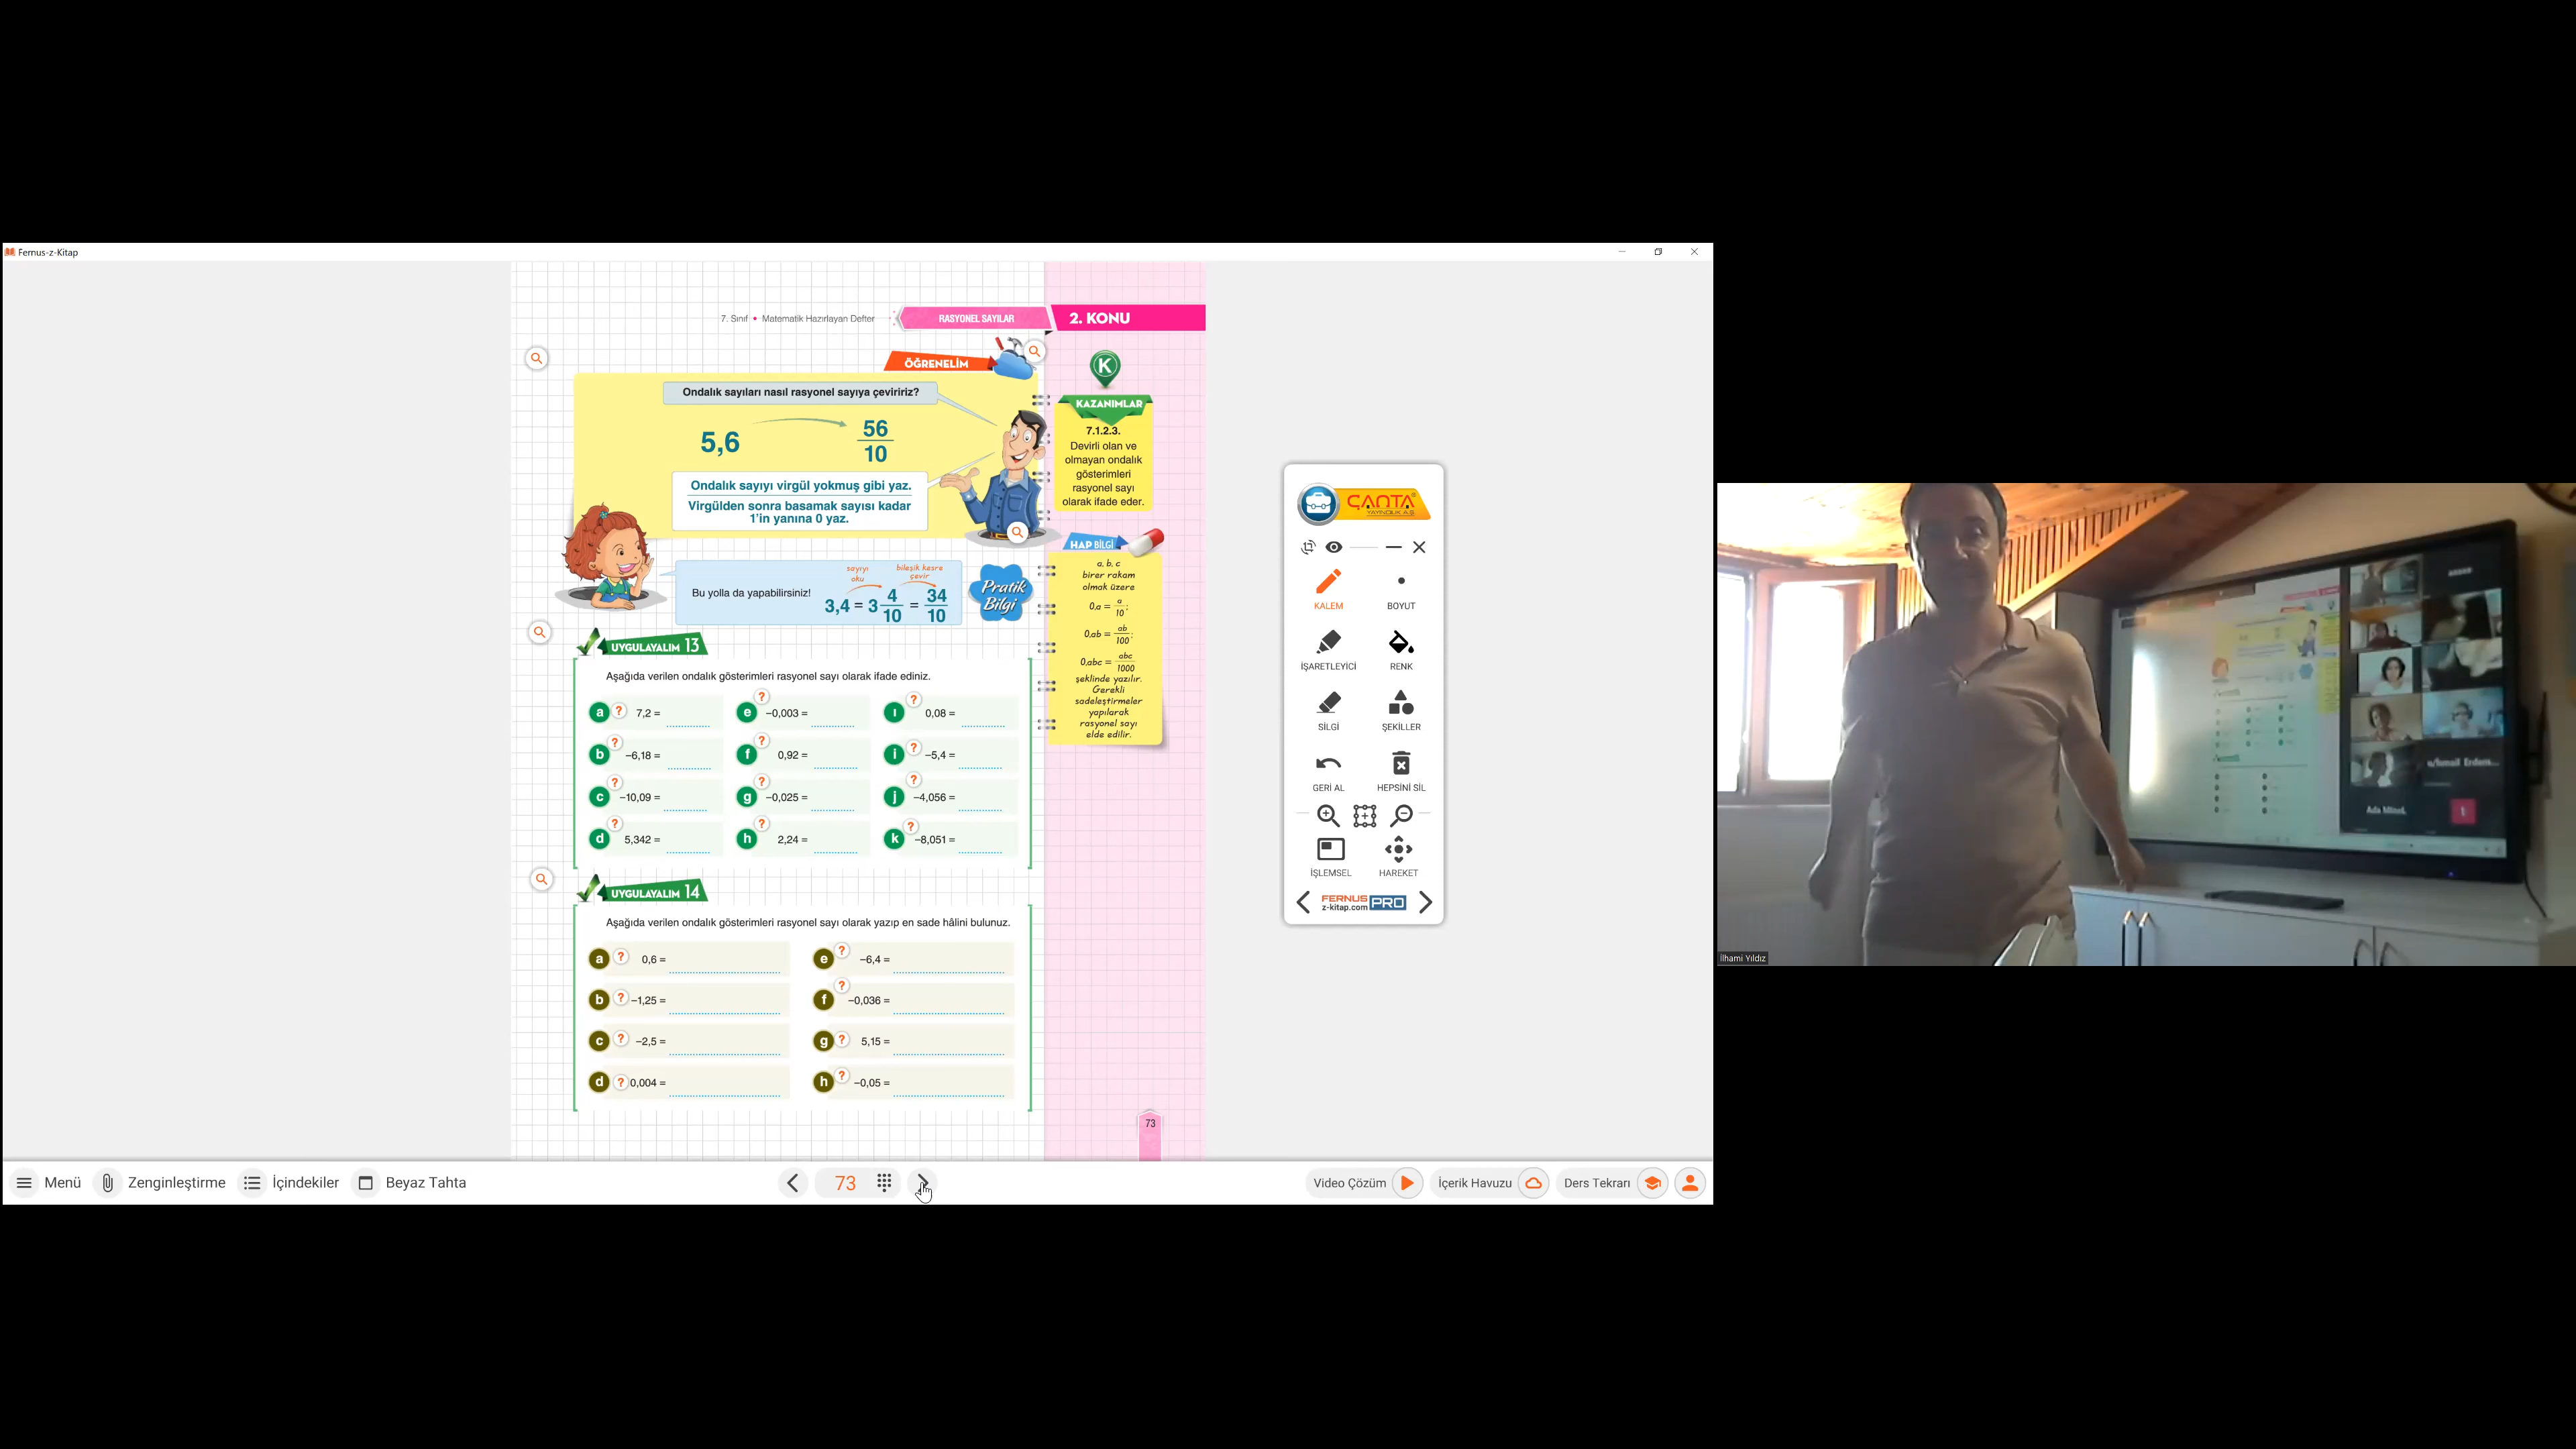 Fernus-z-Kitap
7. Sınıf • Matematik Hazırlayan Defter
RASYONEL SAYILAR
2. KONU
ÖĞRENELİM
Ondalık sayıları nasıl rasyonel sayıya çeviririz?
5,6
56
10
Ondalık sayıyı virgül yokmuş gibi yaz.
Virgülden sonra basamak sayısı kadar
1'in yanına 0 yaz.
Bu yolla da yapabilirsiniz!
sayıyı
oku
bileşik kesre
çevir
3,4 = 3 4/10 = 34/10
Pratik
Bilgi
K
KAZANIMLAR
7.1.2.3.
Devirli olan ve
olmayan ondalık
gösterimleri
rasyonel sayı
olarak ifade eder.
HAP BİLGİ
a, b, c
birer rakam
olmak üzere
0,a = a/10;
0,ab = ab/100;
0,abc = abc/1000
şeklinde yazılır.
Gerekli
sadeleştirmeler
yapılarak
rasyonel sayı
elde edilir.
UYGULAYALIM 13
Aşağıda verilen ondalık gösterimleri rasyonel sayı olarak ifade ediniz.
a ? 7,2 =
e ? −0,003 =
ı ? 0,08 =
b ? −6,18 =
f ? 0,92 =
i ? −5,4 =
c ? −10,09 =
g ? −0,025 =
j ? −4,056 =
d ? 5,342 =
h ? 2,24 =
k ? −8,051 =
UYGULAYALIM 14
Aşağıda verilen ondalık gösterimleri rasyonel sayı olarak yazıp en sade hâlini bulunuz.
a ? 0,6 =
e ? −6,4 =
b ? −1,25 =
f ? −0,036 =
c ? −2,5 =
g ? 5,15 =
d ? 0,004 =
h ? −0,05 =
73
ÇANTA
YAYINCILIK A.Ş.
KALEM
BOYUT
İŞARETLEYİCİ
RENK
SİLGİ
ŞEKİLLER
GERİ AL
HEPSİNİ SİL
İŞLEMSEL
HAREKET
FERNUS
z-kitap.com
PRO
Menü
Zenginleştirme
İçindekiler
Beyaz Tahta
73
Video Çözüm
İçerik Havuzu
Ders Tekrarı
İlhami Yıldız